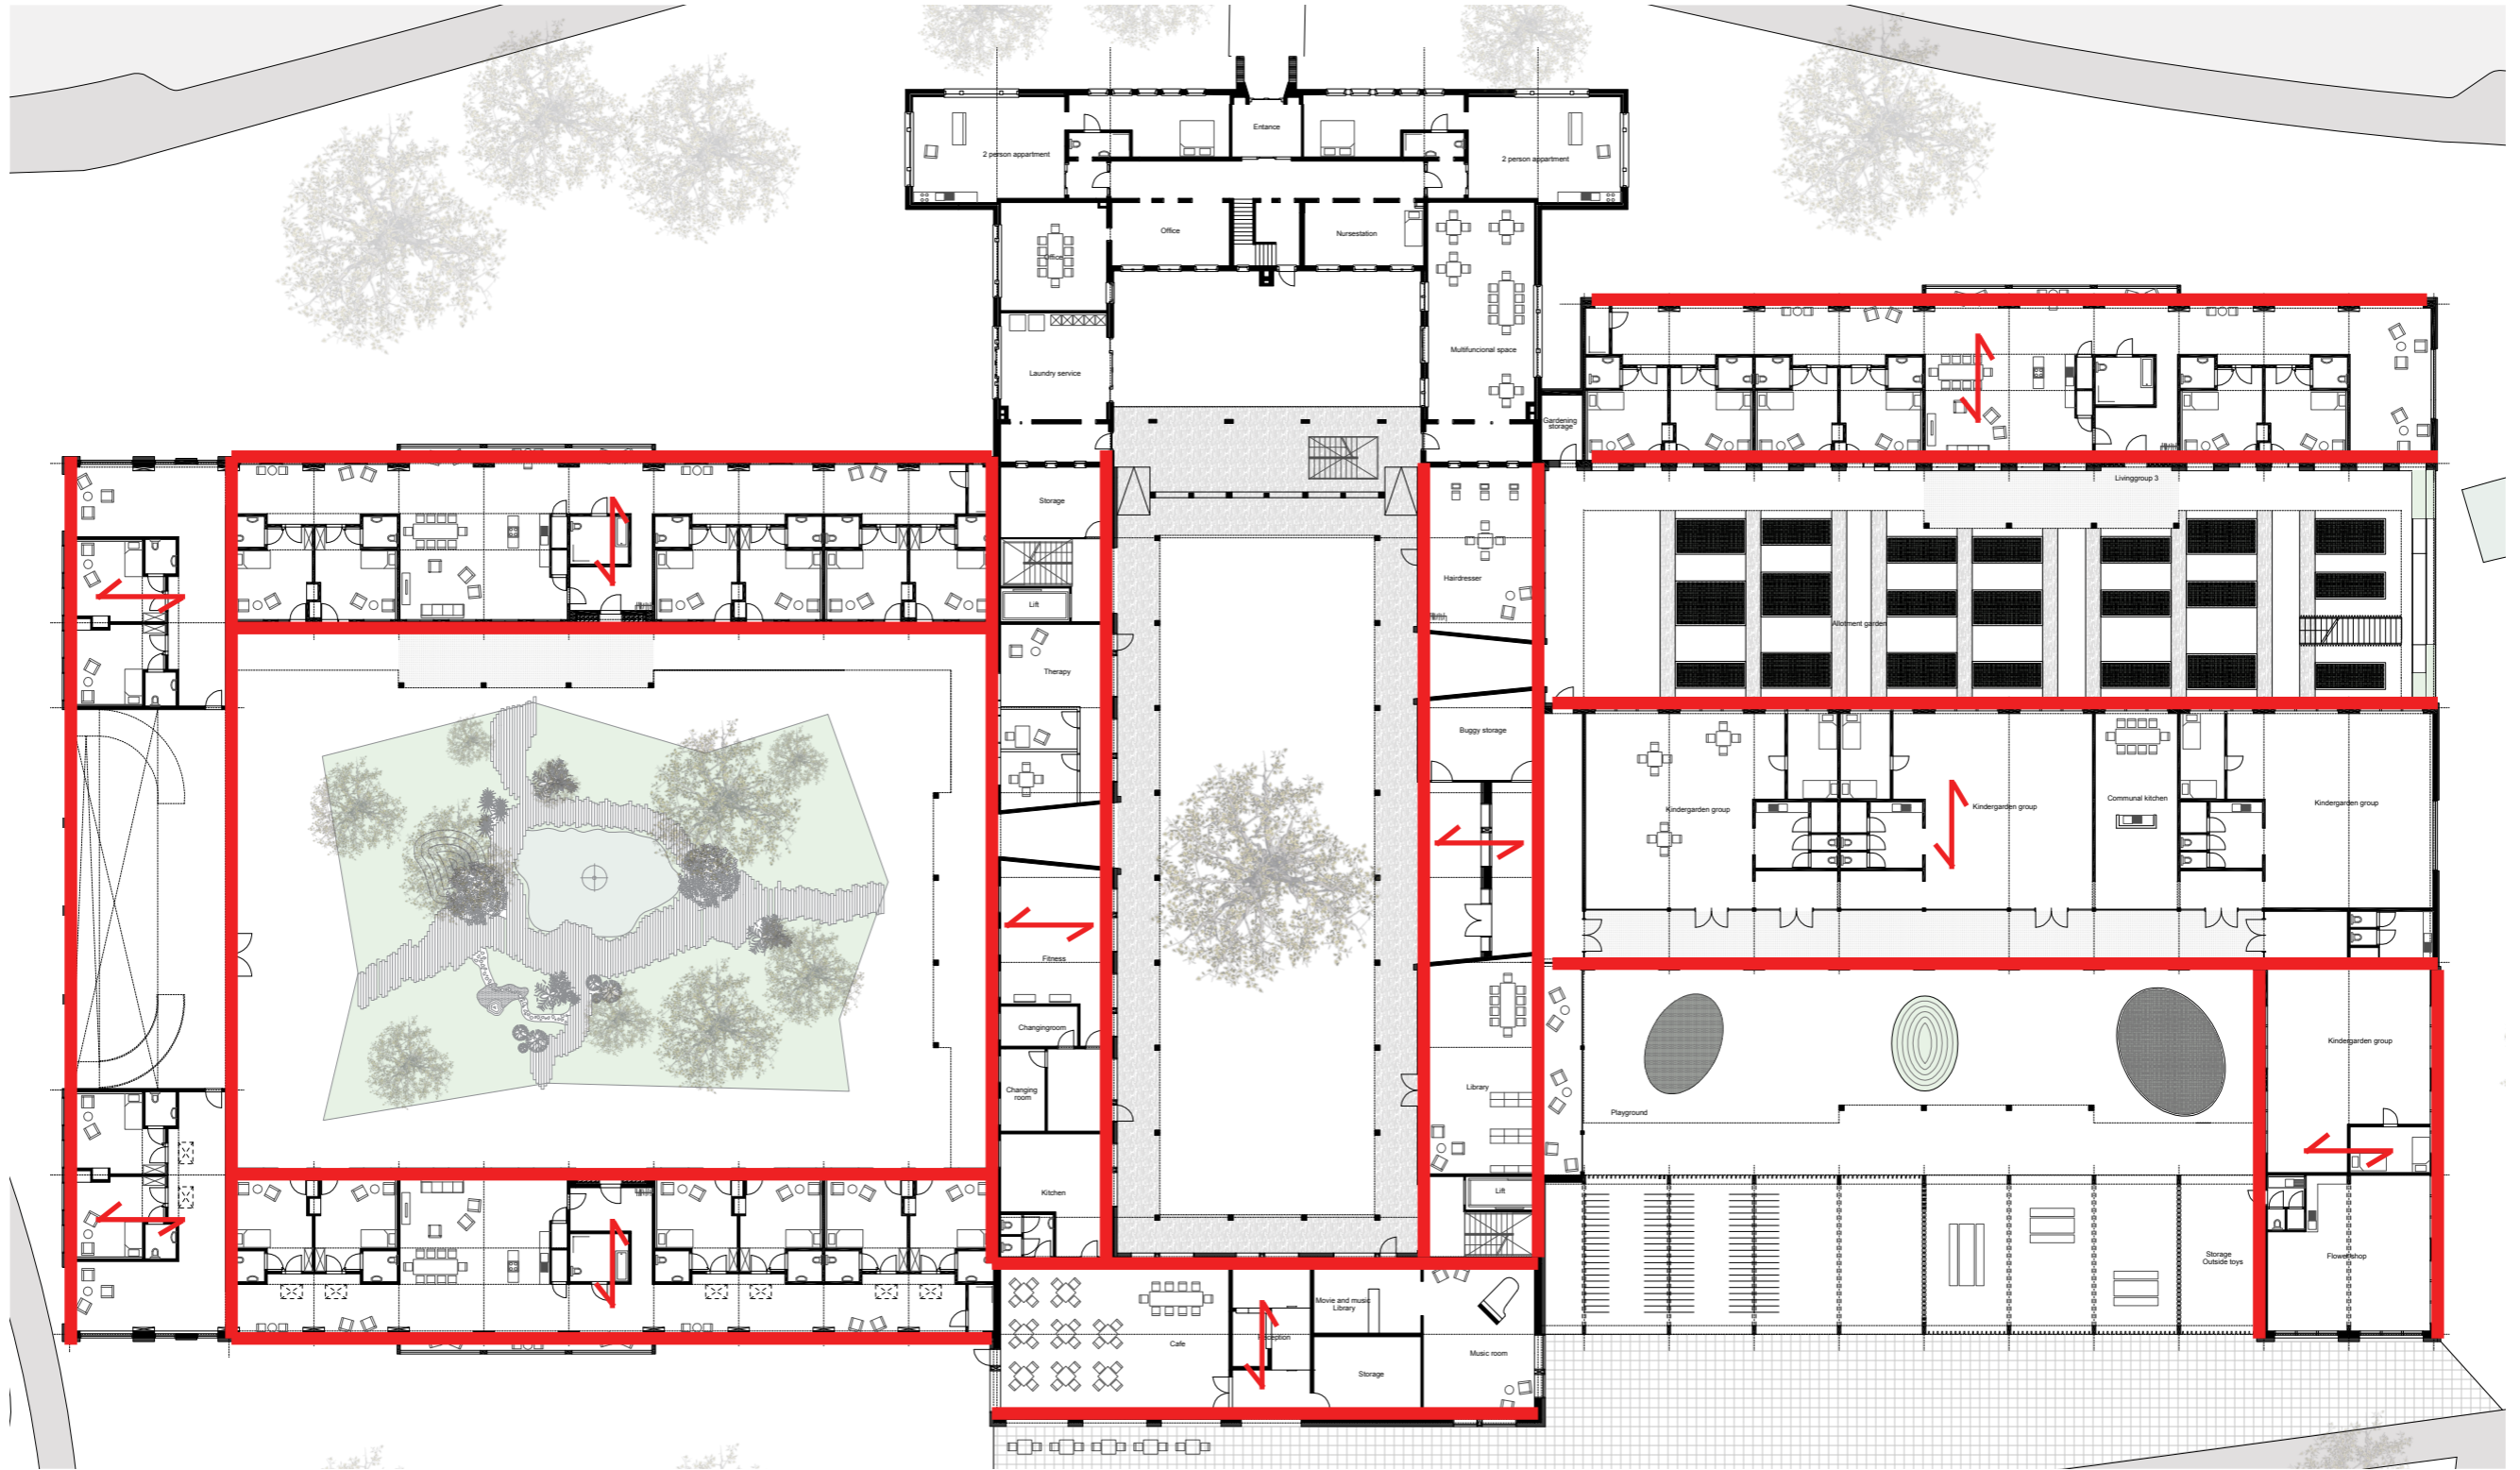 Entance
2 person appartment
2 person appartment
Office
Nursestation
Office
Multifuncional space
Laundry service
Gardening
storage
Livinggroup 3
Storage
Hairdresser
Lift
Allotment garden
Therapy
Buggy storage
Kindergarden group
Kindergarden group
Communal kitchen
Kindergarden group
Fitness
Changingroom
Kindergarden group
Changing
room
Library
Playground
Kitchen
Lift
Storage
Outside toys
Flowershop
Movie and music
Library
Cafe
Reception
Music room
Storage